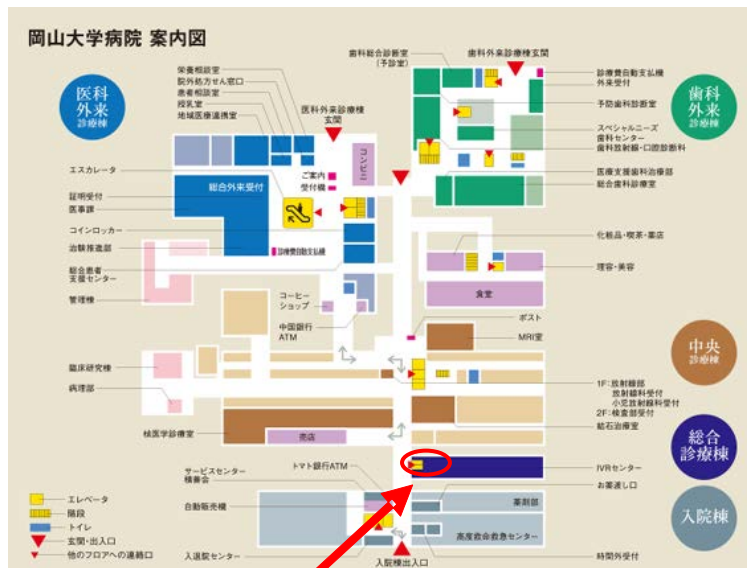 岡山大学病院 案内図
医科
外来
診療棟
栄養相談室
院外処方せん窓口
患者相談室
授乳室
地域医療連携室
医科外来診療棟
玄関
歯科総合診断室
(予診室)
歯科外来診療棟玄関
診療費自動支払機
外来受付
予防歯科診断室
スペシャルニーズ
歯科センター
歯科放射線・口腔診断科
医療支援歯科治療部
総合歯科診療室
歯科
外来
診療棟
エスカレータ
証明受付
医事課
コインロッカー
治験推進部
総合患者
支援センター
管理棟
総合外来受付
ご案内
受付機
コンビニ
診療費自動支払機
コーヒー
ショップ
中国銀行
ATM
化粧品・喫茶・薬店
理容・美容
食堂
ポスト
MRI室
中央
診療棟
臨床研究棟
病理部
核医学診療室
売店
1F:放射線部
放射線科受付
小児放射線科受付
2F:検査部受付
結石治療室
総合
診療棟
IVRセンター
サービスセンター
積善会
トマト銀行ATM
お薬渡し口
自動販売機
薬剤部
入院棟
高度救命救急センター
入退院センター
入院棟出入口
時間外受付
エレベータ
階段
トイレ
玄関・出入口
他のフロアへの連絡口